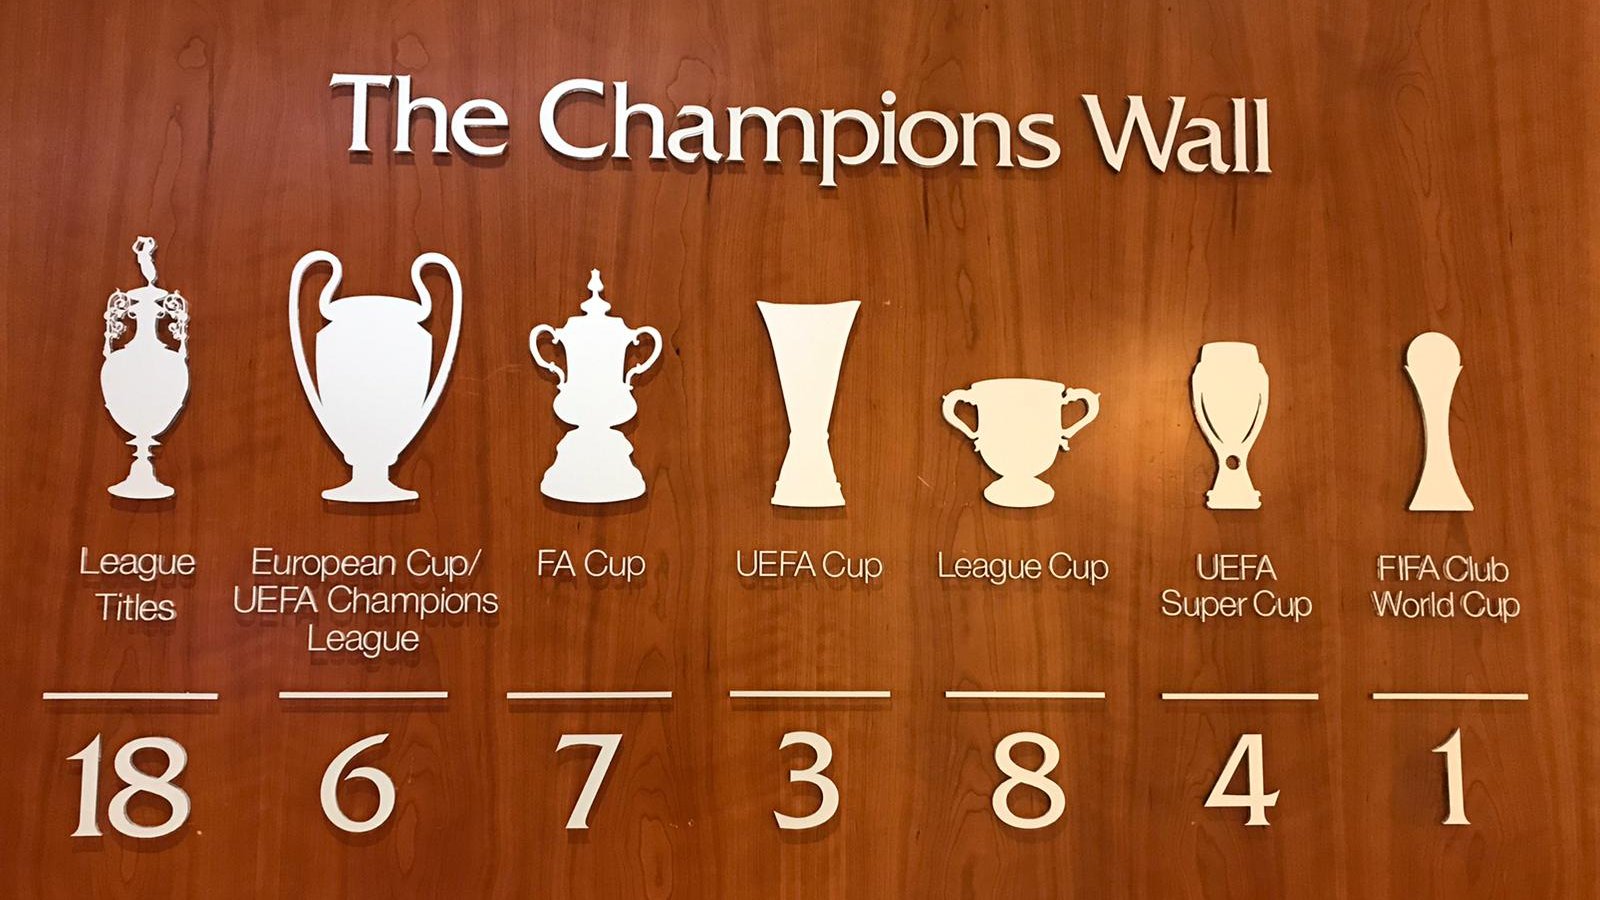 The Champions Wall
League
Titles
18
European Cup/
UEFA Champions
League
6
FA Cup
7
UEFA Cup
3
League Cup
8
UEFA
Super Cup
4
FIFA Club
World Cup
1